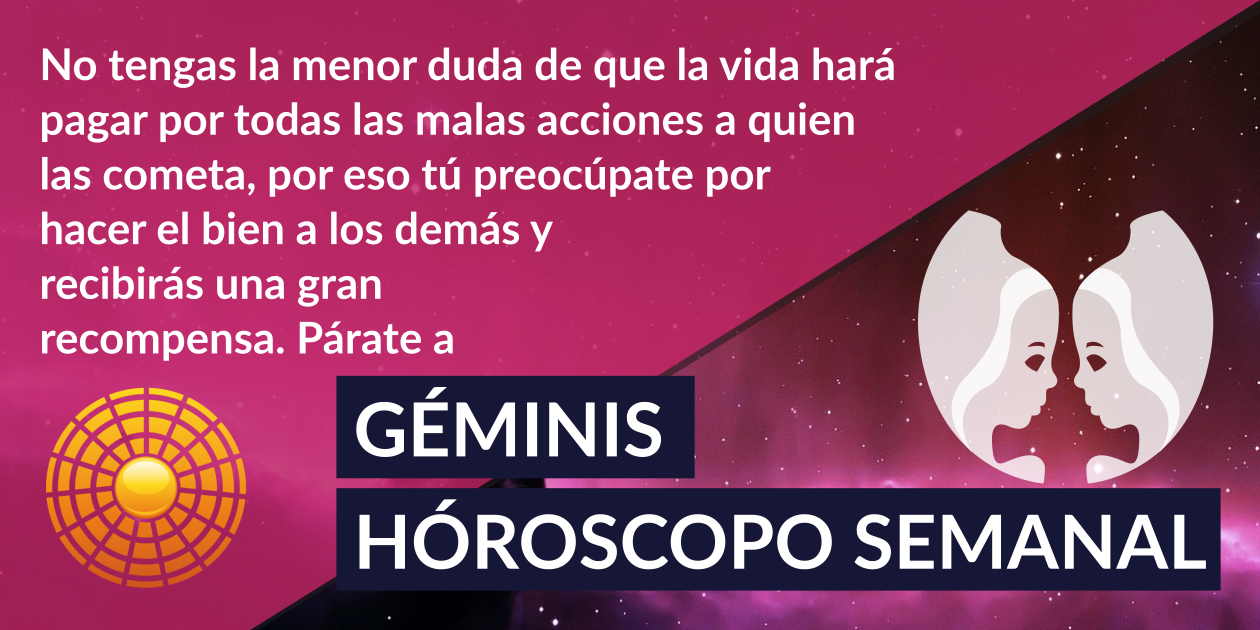 No tengas la menor duda de que la vida hará
pagar por todas las malas acciones a quien
las cometa, por eso tú preocúpate por
hacer el bien a los demás y
recibirás una gran
recompensa. Párate a
GÉMINIS
HÓROSCOPO SEMANAL